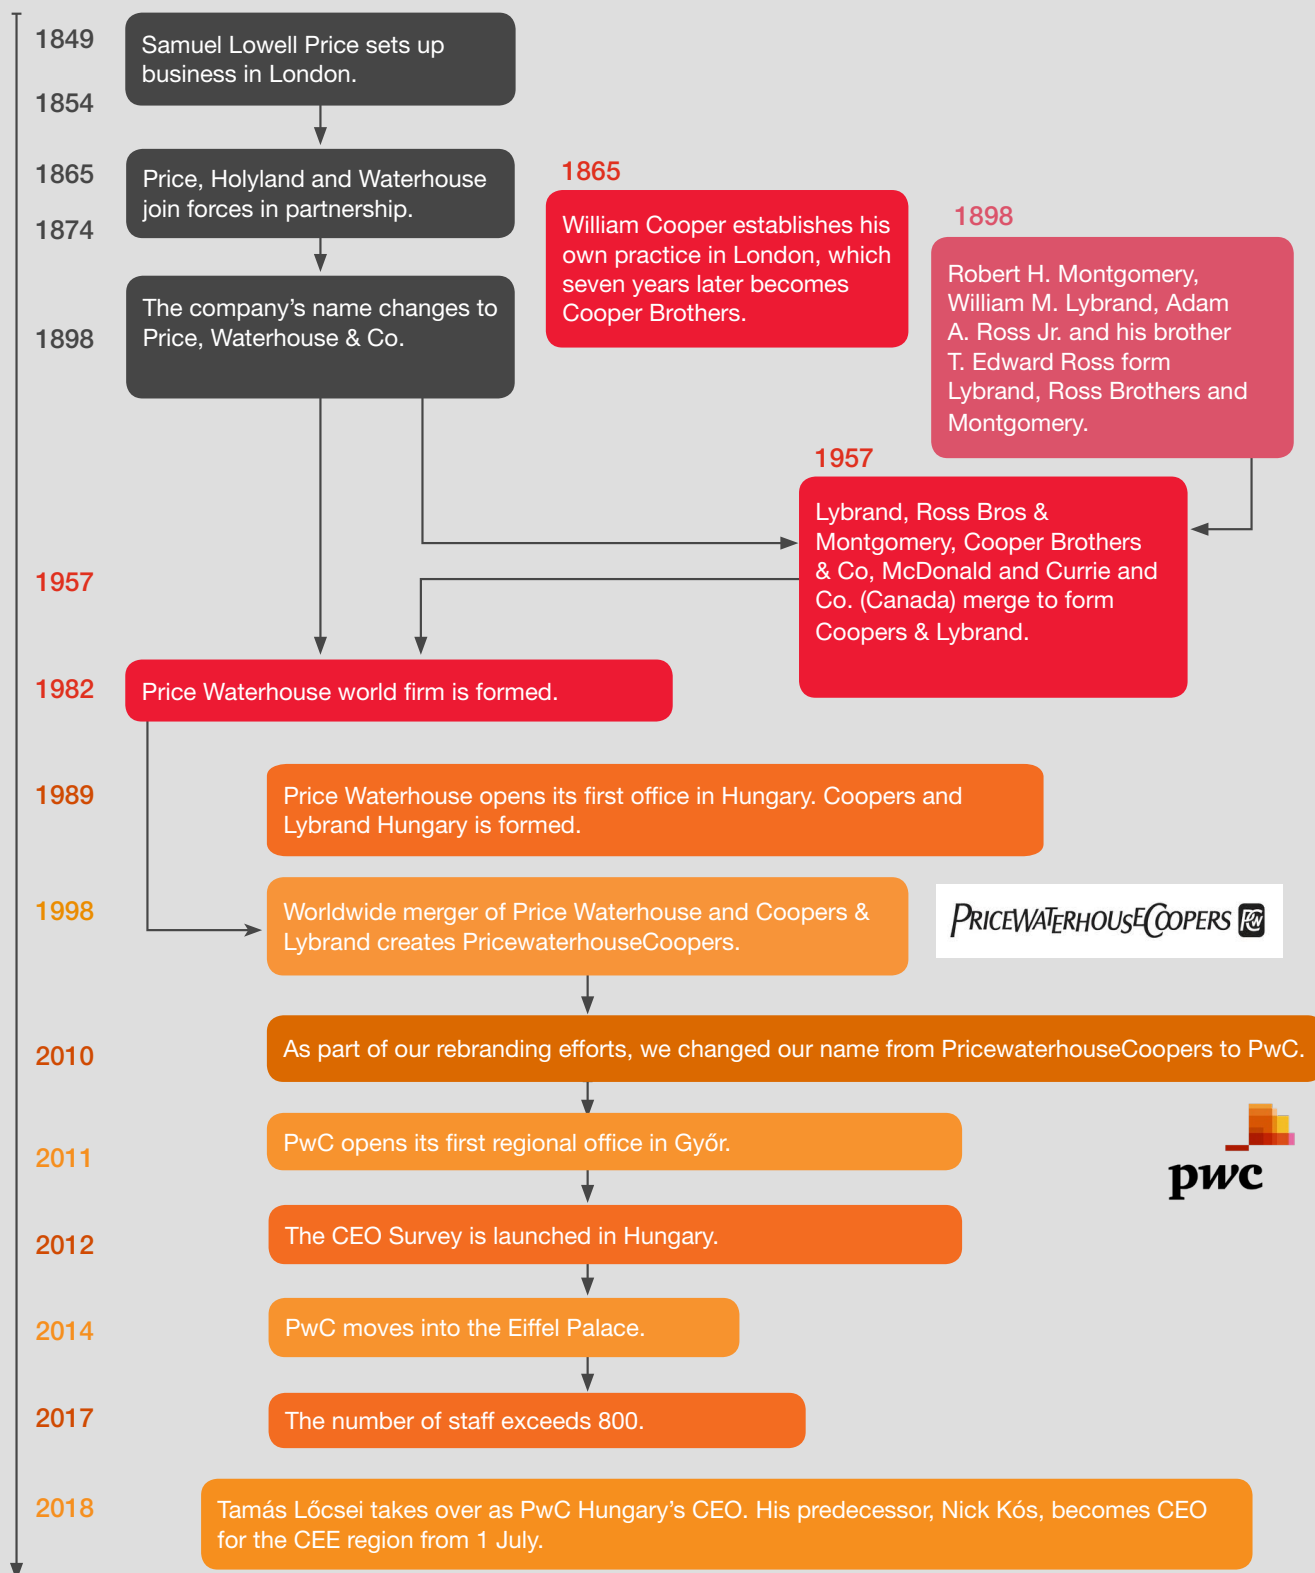 1849
Samuel Lowell Price sets up
business in London.
1854
1865
Price, Holyland and Waterhouse
join forces in partnership.
1874
1865
William Cooper establishes his
own practice in London, which
seven years later becomes
Cooper Brothers.
1898
Robert H. Montgomery,
William M. Lybrand, Adam
A. Ross Jr. and his brother
T. Edward Ross form
Lybrand, Ross Brothers and
Montgomery.
The company's name changes to
Price, Waterhouse & Co.
1898
1957
Lybrand, Ross Bros &
Montgomery, Cooper Brothers
& Co, McDonald and Currie and
Co. (Canada) merge to form
Coopers & Lybrand.
1957
1982
Price Waterhouse world firm is formed.
1989
Price Waterhouse opens its first office in Hungary. Coopers and
Lybrand Hungary is formed.
1998
Worldwide merger of Price Waterhouse and Coopers &
Lybrand creates PricewaterhouseCoopers.
PRICEWATERHOUSECOOPERS PwC
2010
As part of our rebranding efforts, we changed our name from PricewaterhouseCoopers to PwC.
2011
PwC opens its first regional office in Győr.
pwc
2012
The CEO Survey is launched in Hungary.
2014
PwC moves into the Eiffel Palace.
2017
The number of staff exceeds 800.
2018
Tamás Lőcsei takes over as PwC Hungary's CEO. His predecessor, Nick Kós, becomes CEO
for the CEE region from 1 July.